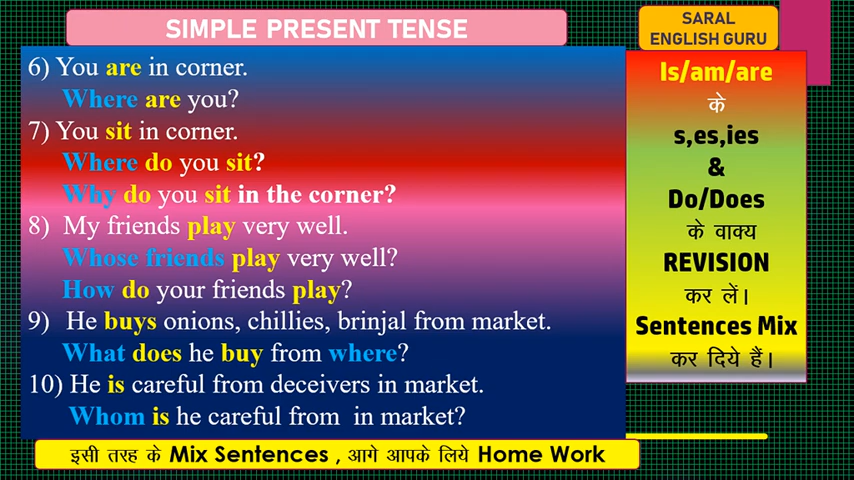 SIMPLE PRESENT TENSE
SARAL
ENGLISH GURU
6) You are in corner.
Where are you?
7) You sit in corner.
Where do you sit?
Why do you sit in the corner?
8) My friends play very well.
Whose friends play very well?
How do your friends play?
9) He buys onions, chillies, brinjal from market.
What does he buy from where?
10) He is careful from deceivers in market.
Whom is he careful from in market?
Is/am/are
के
s,es,ies
&
Do/Does
के वाक्य
REVISION
कर लें।
Sentences Mix
कर दिये हैं।
इसी तरह के Mix Sentences , आगे आपके लिये Home Work